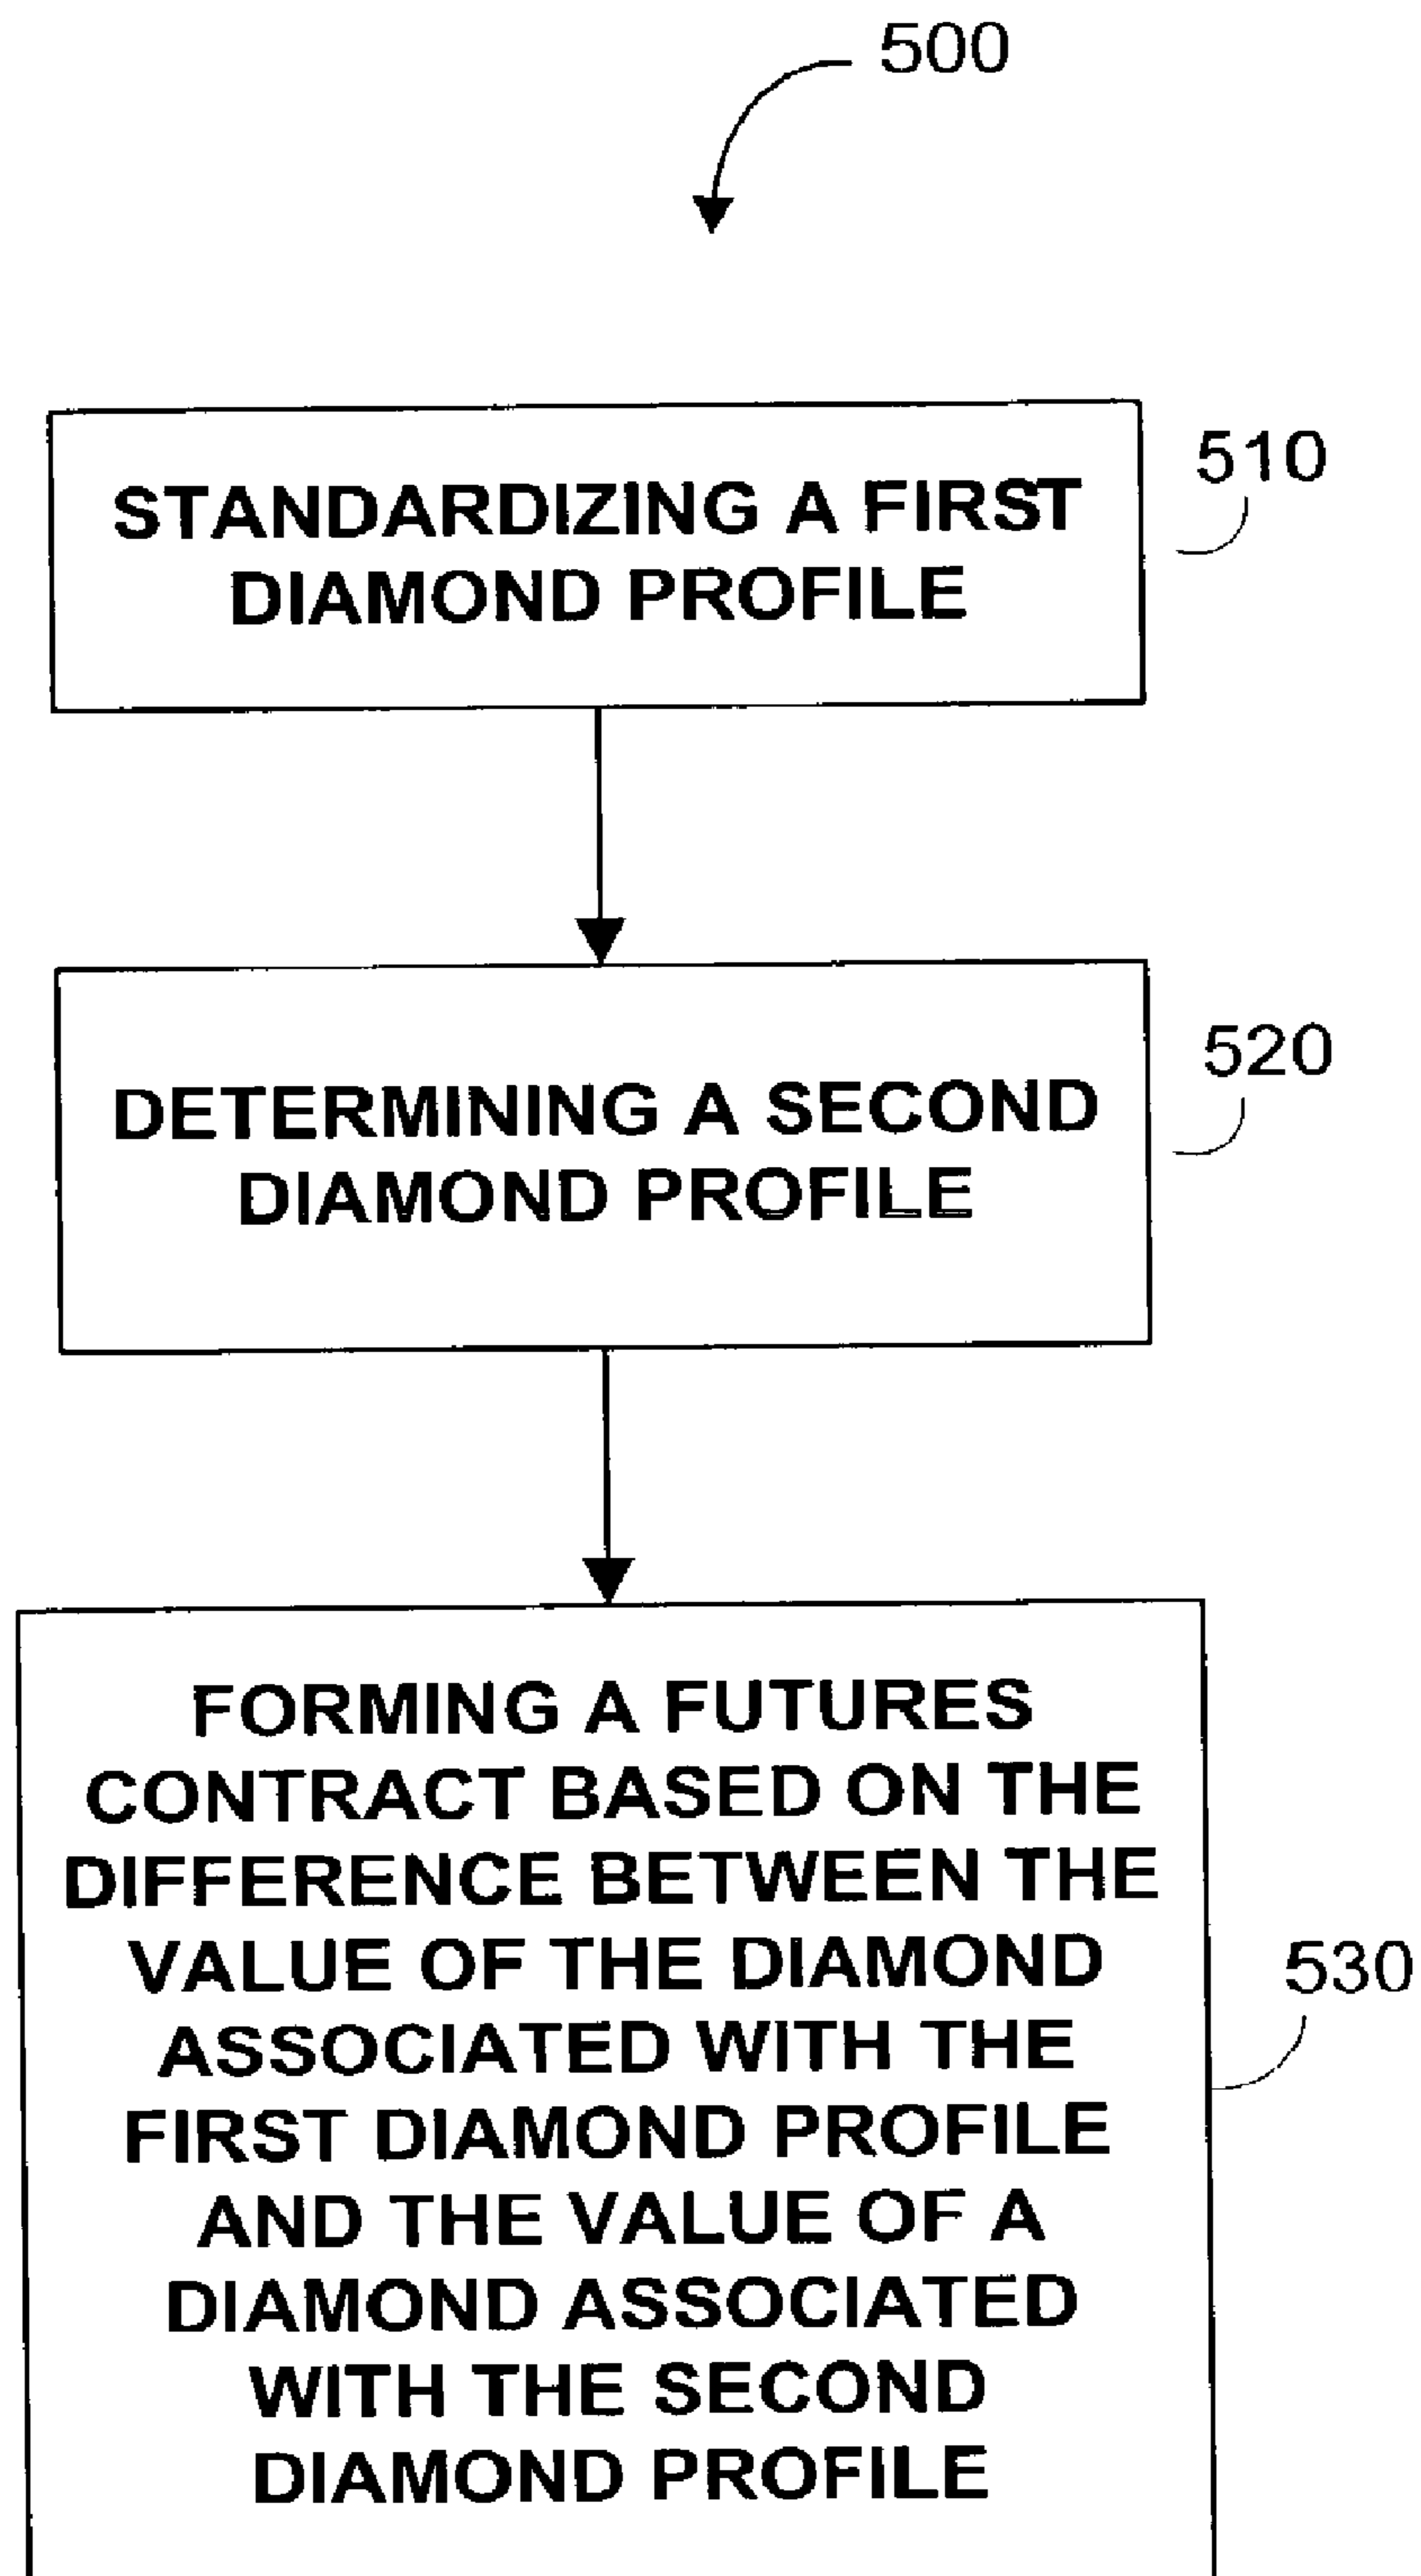 500
STANDARDIZING A FIRST
DIAMOND PROFILE
510
DETERMINING A SECOND
DIAMOND PROFILE
520
FORMING A FUTURES
CONTRACT BASED ON THE
DIFFERENCE BETWEEN THE
VALUE OF THE DIAMOND
ASSOCIATED WITH THE
FIRST DIAMOND PROFILE
AND THE VALUE OF A
DIAMOND ASSOCIATED
WITH THE SECOND
DIAMOND PROFILE
530